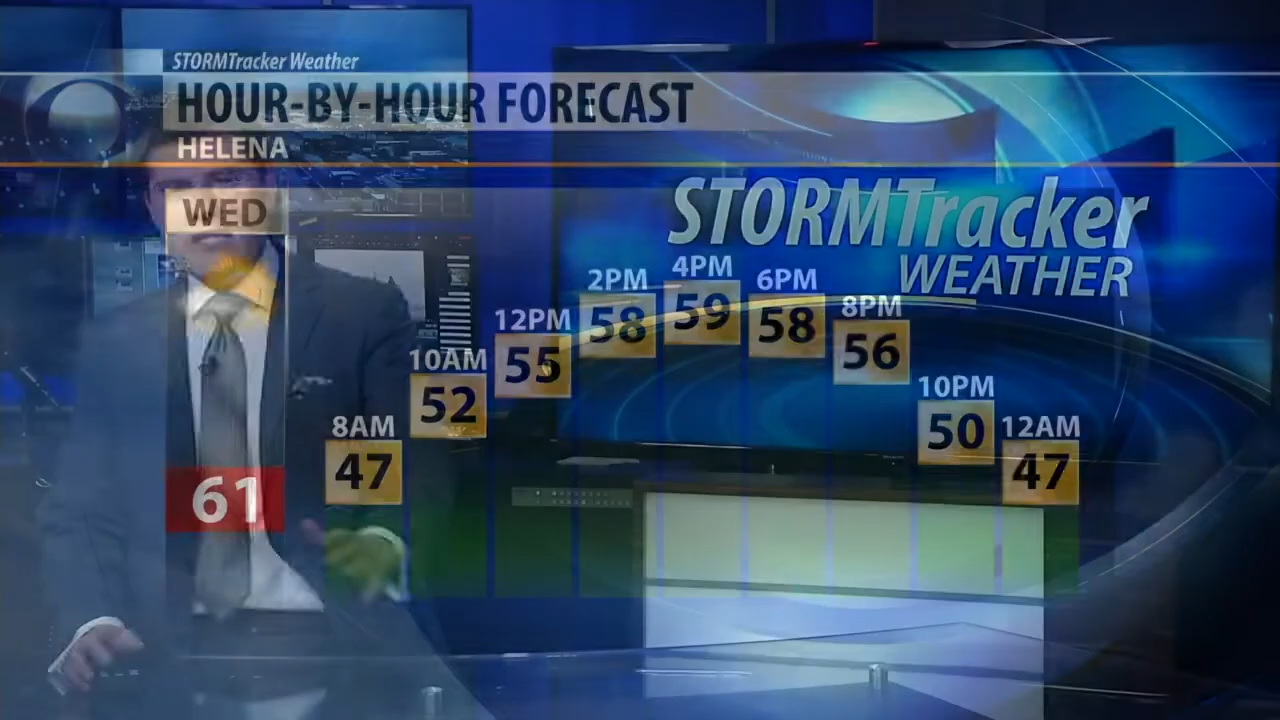 STORMTracker Weather
HOUR-BY-HOUR FORECAST
HELENA
WED
STORMTracker
WEATHER
8AM
10AM
12PM
2PM
4PM
6PM
8PM
10PM
12AM
47
52
55
58
59
58
56
50
47
61